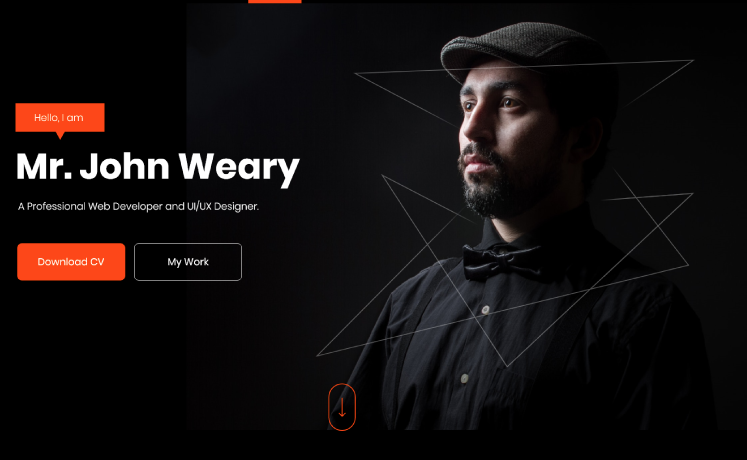 Hello, I am
Mr. John Weary
A Professional Web Developer and UI/UX Designer.
Download CV
My Work